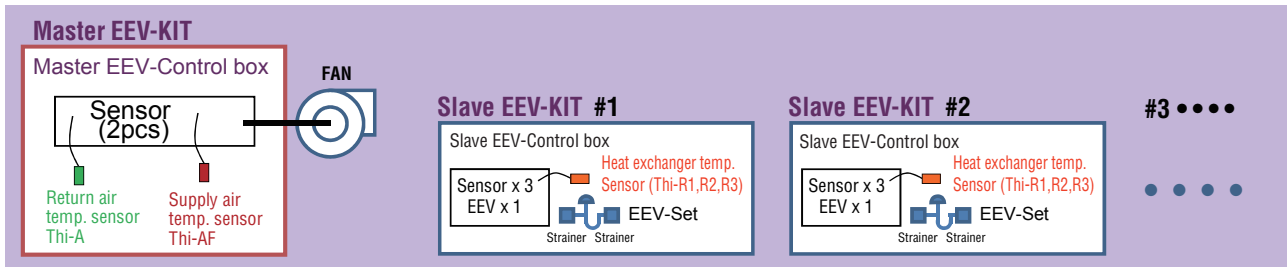 Master EEV-KIT
Master EEV-Control box
Sensor
(2pcs)
Return air
temp. sensor
Thi-A
Supply air
temp. sensor
Thi-AF
FAN
Slave EEV-KIT #1
Slave EEV-Control box
Sensor x 3
EEV x 1
Heat exchanger temp.
Sensor (Thi-R1,R2,R3)
EEV-Set
Strainer Strainer
Slave EEV-KIT #2
Slave EEV-Control box
Sensor x 3
EEV x 1
Heat exchanger temp.
Sensor (Thi-R1,R2,R3)
EEV-Set
Strainer Strainer
#3 ••••